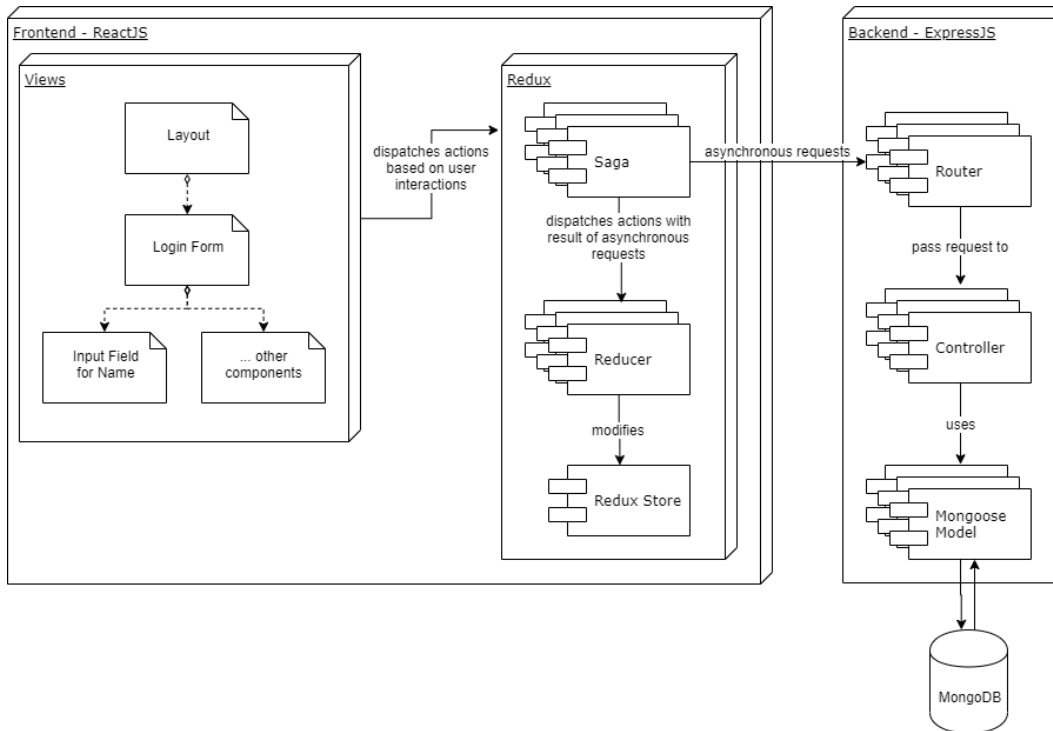 Frontend - ReactJS
Views
Layout
Login Form
Input Field
for Name
... other
components
dispatches actions
based on user
interactions
Redux
Saga
dispatches actions with
result of asynchronous
requests
Reducer
modifies
Redux Store
asynchronous requests
Backend - ExpressJS
Router
pass request to
Controller
uses
Mongoose
Model
MongoDB